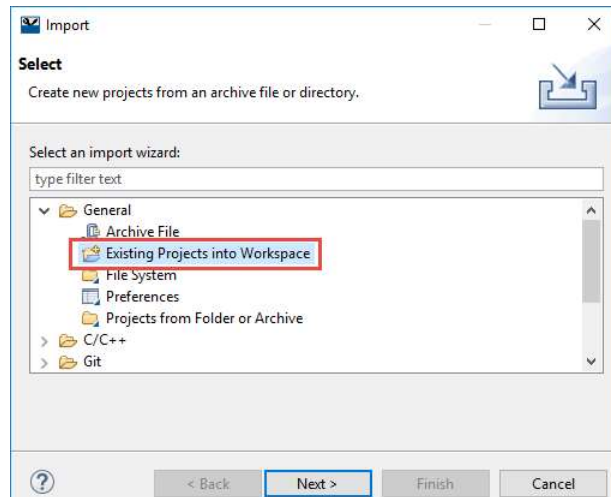 Import
Select
Create new projects from an archive file or directory.
Select an import wizard:
type filter text
General
Archive File
Existing Projects into Workspace
File System
Preferences
Projects from Folder or Archive
C/C++
Git
? < Back Next > Finish Cancel